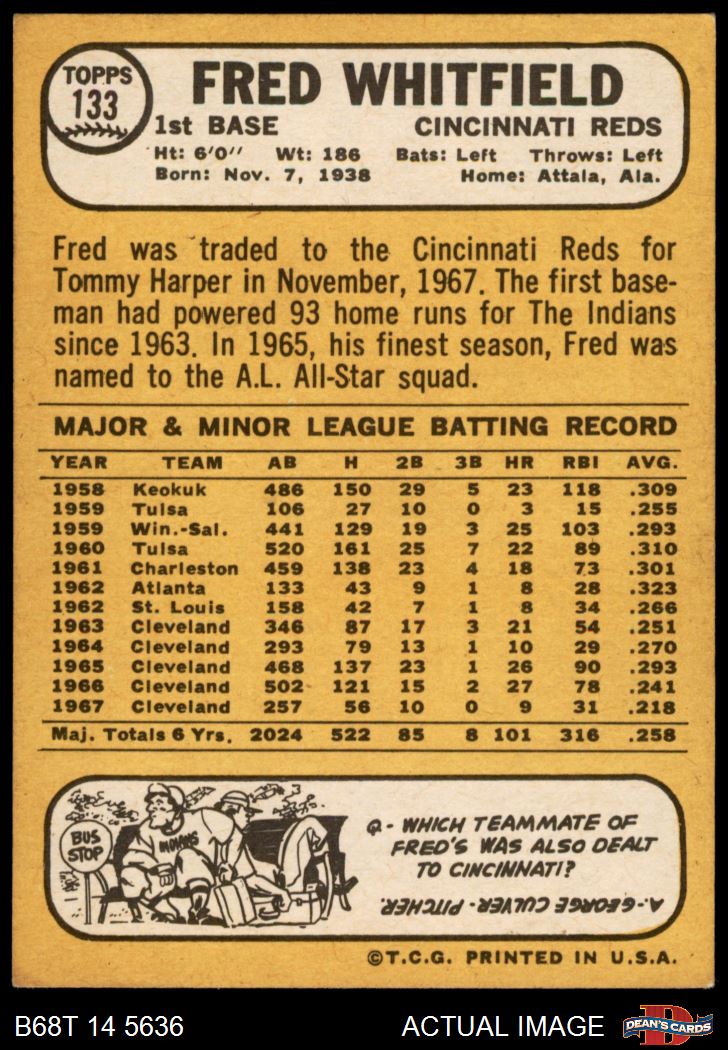 TOPPS
133
FRED WHITFIELD
1st BASE CINCINNATI REDS
Ht: 6'0'' Wt: 186 Bats: Left Throws: Left
Born: Nov. 7, 1938 Home: Attala, Ala.
Fred was traded to the Cincinnati Reds for
Tommy Harper in November, 1967. The first base-
man had powered 93 home runs for The Indians
since 1963. In 1965, his finest season, Fred was
named to the A.L. All-Star squad.
MAJOR & MINOR LEAGUE BATTING RECORD
YEAR TEAM AB H 2B 3B HR RBI AVG.
1958 Keokuk 486 150 29 5 23 118 .309
1959 Tulsa 106 27 10 0 3 15 .255
1959 Win.-Sal. 441 129 19 3 25 103 .293
1960 Tulsa 520 161 25 7 22 89 .310
1961 Charleston 459 138 23 4 18 73 .301
1962 Atlanta 133 43 9 1 8 28 .323
1962 St. Louis 158 42 7 1 8 34 .266
1963 Cleveland 346 87 17 3 21 54 .251
1964 Cleveland 293 79 13 1 10 29 .270
1965 Cleveland 468 137 23 1 26 90 .293
1966 Cleveland 502 121 15 2 27 78 .241
1967 Cleveland 257 56 10 0 9 31 .218
Maj. Totals 6 Yrs. 2024 522 85 8 101 316 .258
BUS
STOP
INDIANS
Q - WHICH TEAMMATE OF
FRED'S WAS ALSO DEALT
TO CINCINNATI?
A - GEORGE CULVER - PITCHER.
©T.C.G. PRINTED IN U.S.A.
B68T 14 5636 ACTUAL IMAGE
D
DEAN'S CARDS